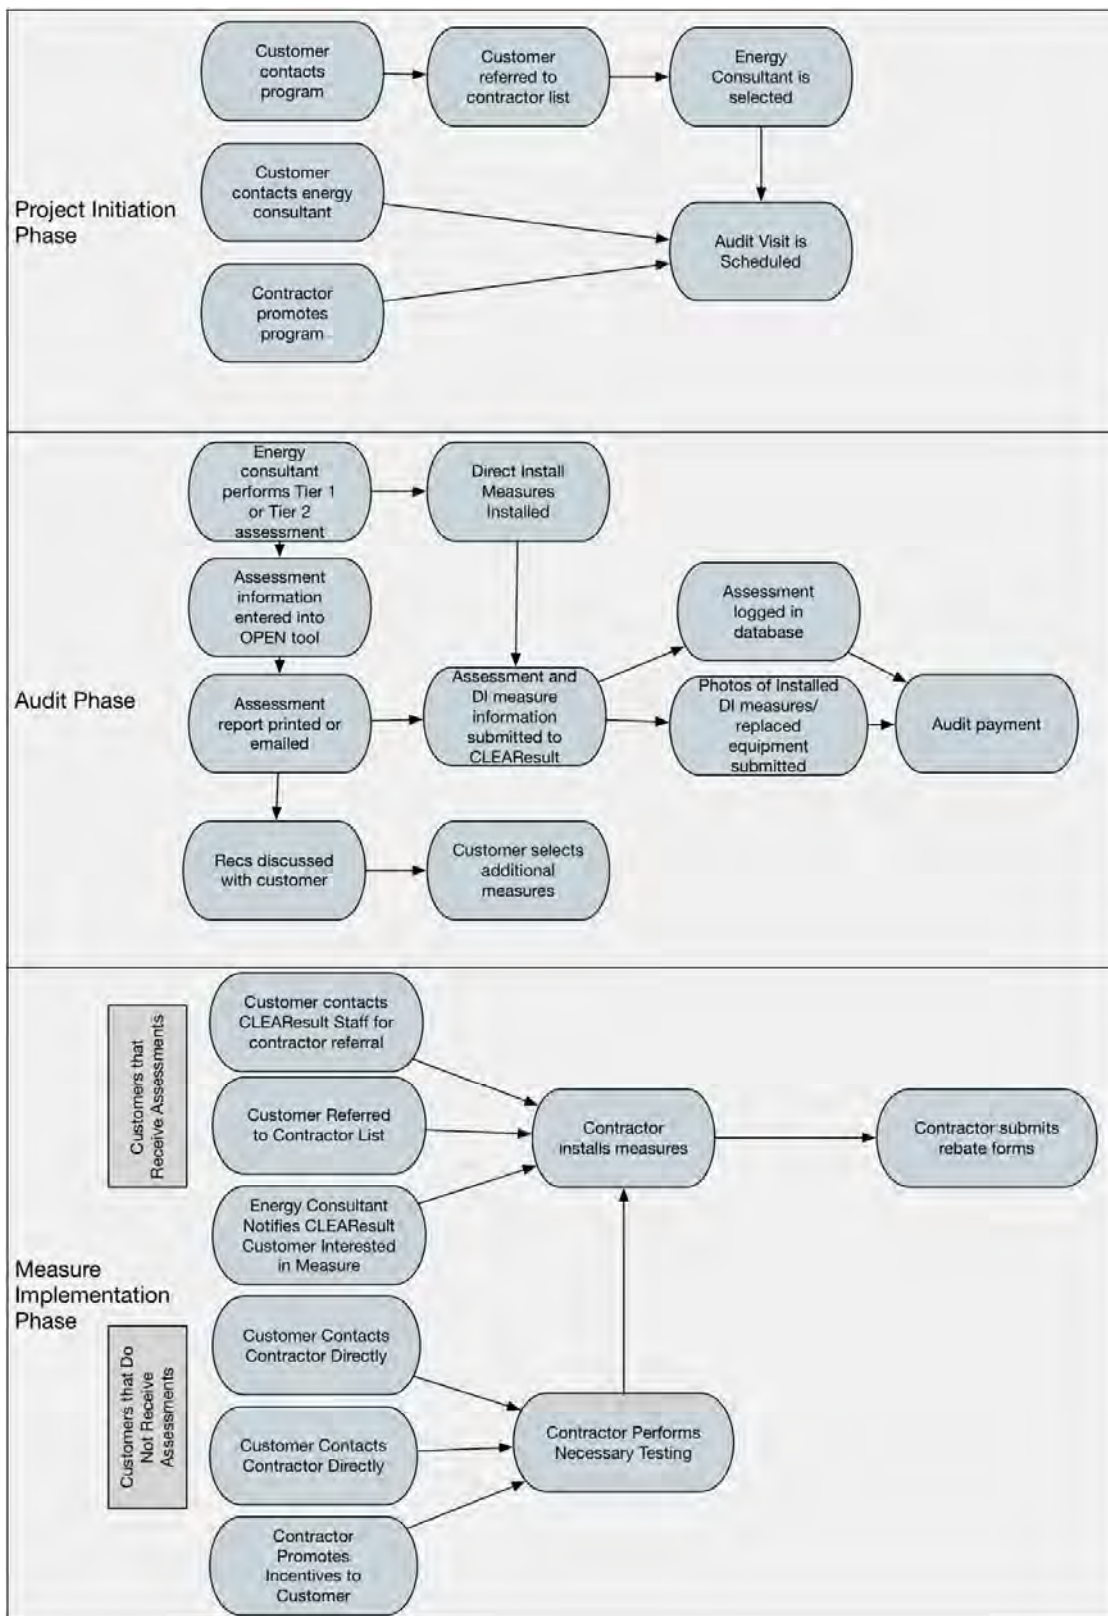 Customer
contacts
program
Customer
referred to
contractor list
Energy
Consultant is
selected
Project Initiation
Phase
Customer
contacts energy
consultant
Audit Visit is
Scheduled
Contractor
promotes
program
Audit Phase
Energy
consultant
performs Tier 1
or Tier 2
assessment
Direct Install
Measures
Installed
Assessment
information
entered into
OPEN tool
Assessment
logged in
database
Assessment
report printed or
emailed
Assessment and
DI measure
information
submitted to
CLEAResult
Photos of Installed
DI measures/
replaced
equipment
submitted
Audit payment
Recs discussed
with customer
Customer selects
additional
measures
Measure
Implementation
Phase
Customers that
Receive Assessments
Customer contacts
CLEAResult Staff for
contractor referral
Customer Referred
to Contractor List
Contractor
installs measures
Contractor submits
rebate forms
Energy Consultant
Notifies CLEAResult
Customer Interested
in Measure
Customers that Do
Not Receive
Assessments
Customer Contacts
Contractor Directly
Customer Contacts
Contractor Directly
Contractor Performs
Necessary Testing
Contractor
Promotes
Incentives to
Customer